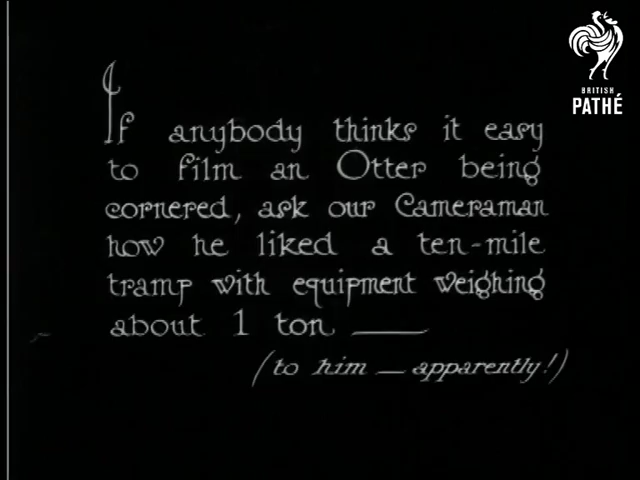 BRITISH
PATHÉ
If anybody thinks it easy
to film an Otter being
cornered, ask our Cameraman
how he liked a ten-mile
tramp with equipment weighing
about 1 ton ——
(to him — apparently!)